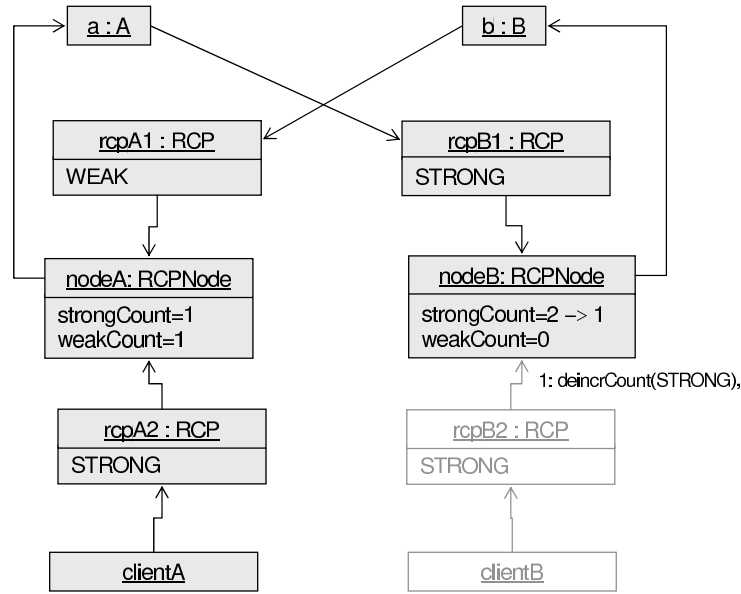 a : A
b : B
rcpA1 : RCP
WEAK
rcpB1 : RCP
STRONG
nodeA: RCPNode
strongCount=1
weakCount=1
nodeB: RCPNode
strongCount=2 -> 1
weakCount=0
1: deincrCount(STRONG),
rcpA2 : RCP
STRONG
rcpB2 : RCP
STRONG
clientA
clientB